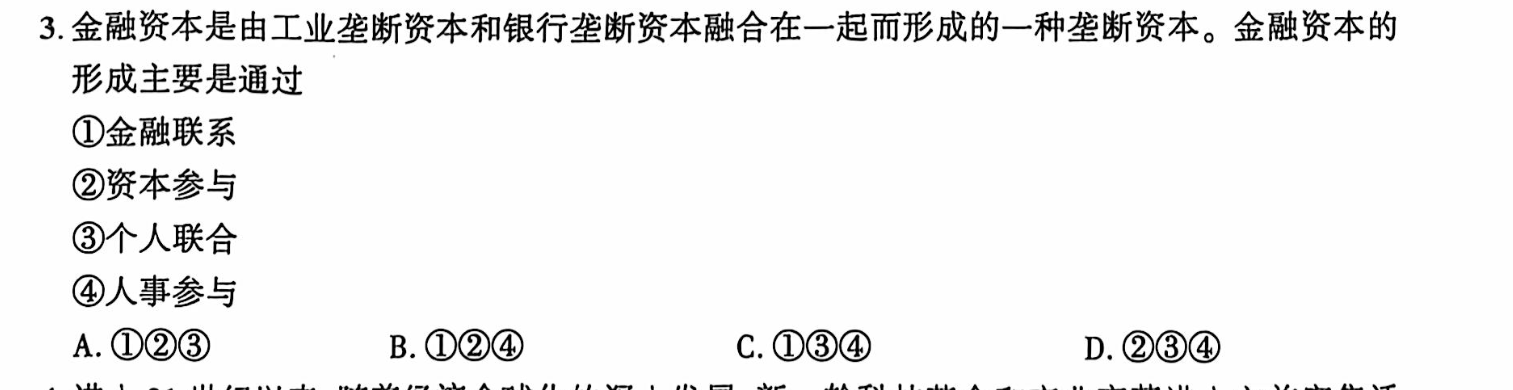 3. 金融资本是由工业垄断资本和银行垄断资本融合在一起而形成的一种垄断资本。金融资本的
形成主要是通过
①金融联系
②资本参与
③个人联合
④人事参与
A. ①②③ B. ①②④ C. ①③④ D. ②③④